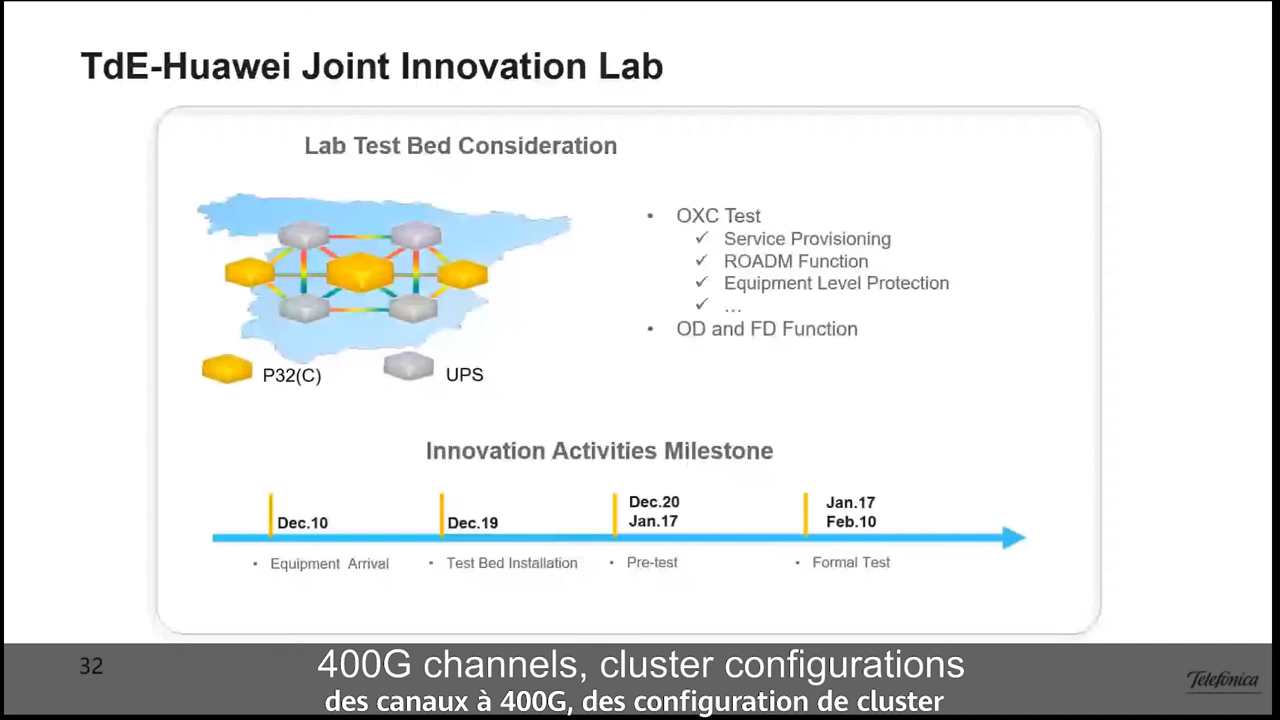 TdE-Huawei Joint Innovation Lab
Lab Test Bed Consideration
• OXC Test
✓ Service Provisioning
✓ ROADM Function
✓ Equipment Level Protection
✓ ...
• OD and FD Function
P32(C)
UPS
Innovation Activities Milestone
Dec.10
Dec.19
Dec.20
Jan.17
Jan.17
Feb.10
• Equipment Arrival
• Test Bed Installation
• Pre-test
• Formal Test
32
400G channels, cluster configurations
des canaux à 400G, des configuration de cluster
Telefónica